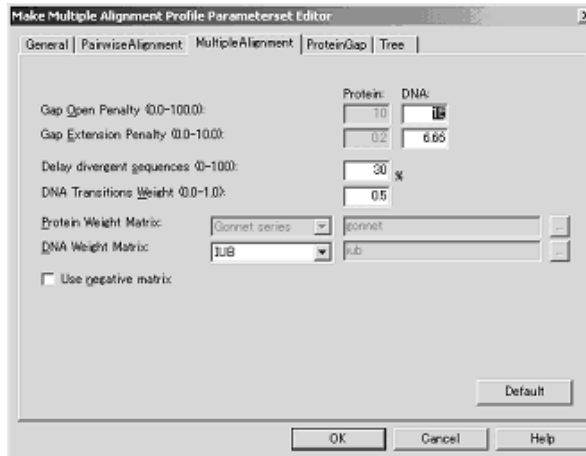 Make Multiple Alignment Profile Parameterset Editor
General PairwiseAlignment MultipleAlignment ProteinGap Tree
Protein: DNA:
Gap Open Penalty (0.0-100.0): 10
Gap Extension Penalty (0.0-10.0): 0.2 6.66
Delay divergent sequences (0-100): 30 %
DNA Transitions Weight (0.0-1.0): 0.5
Protein Weight Matrix: Gonnet series gonnet ...
DNA Weight Matrix: IUB iub ...
Use negative matrix
Default
OK Cancel Help